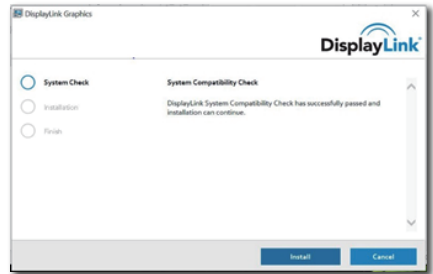 DisplayLink Graphics
DisplayLink
System Check
Installation
Finish
System Compatibility Check
DisplayLink System Compatibility Check has successfully passed and
installation can continue.
Install
Cancel